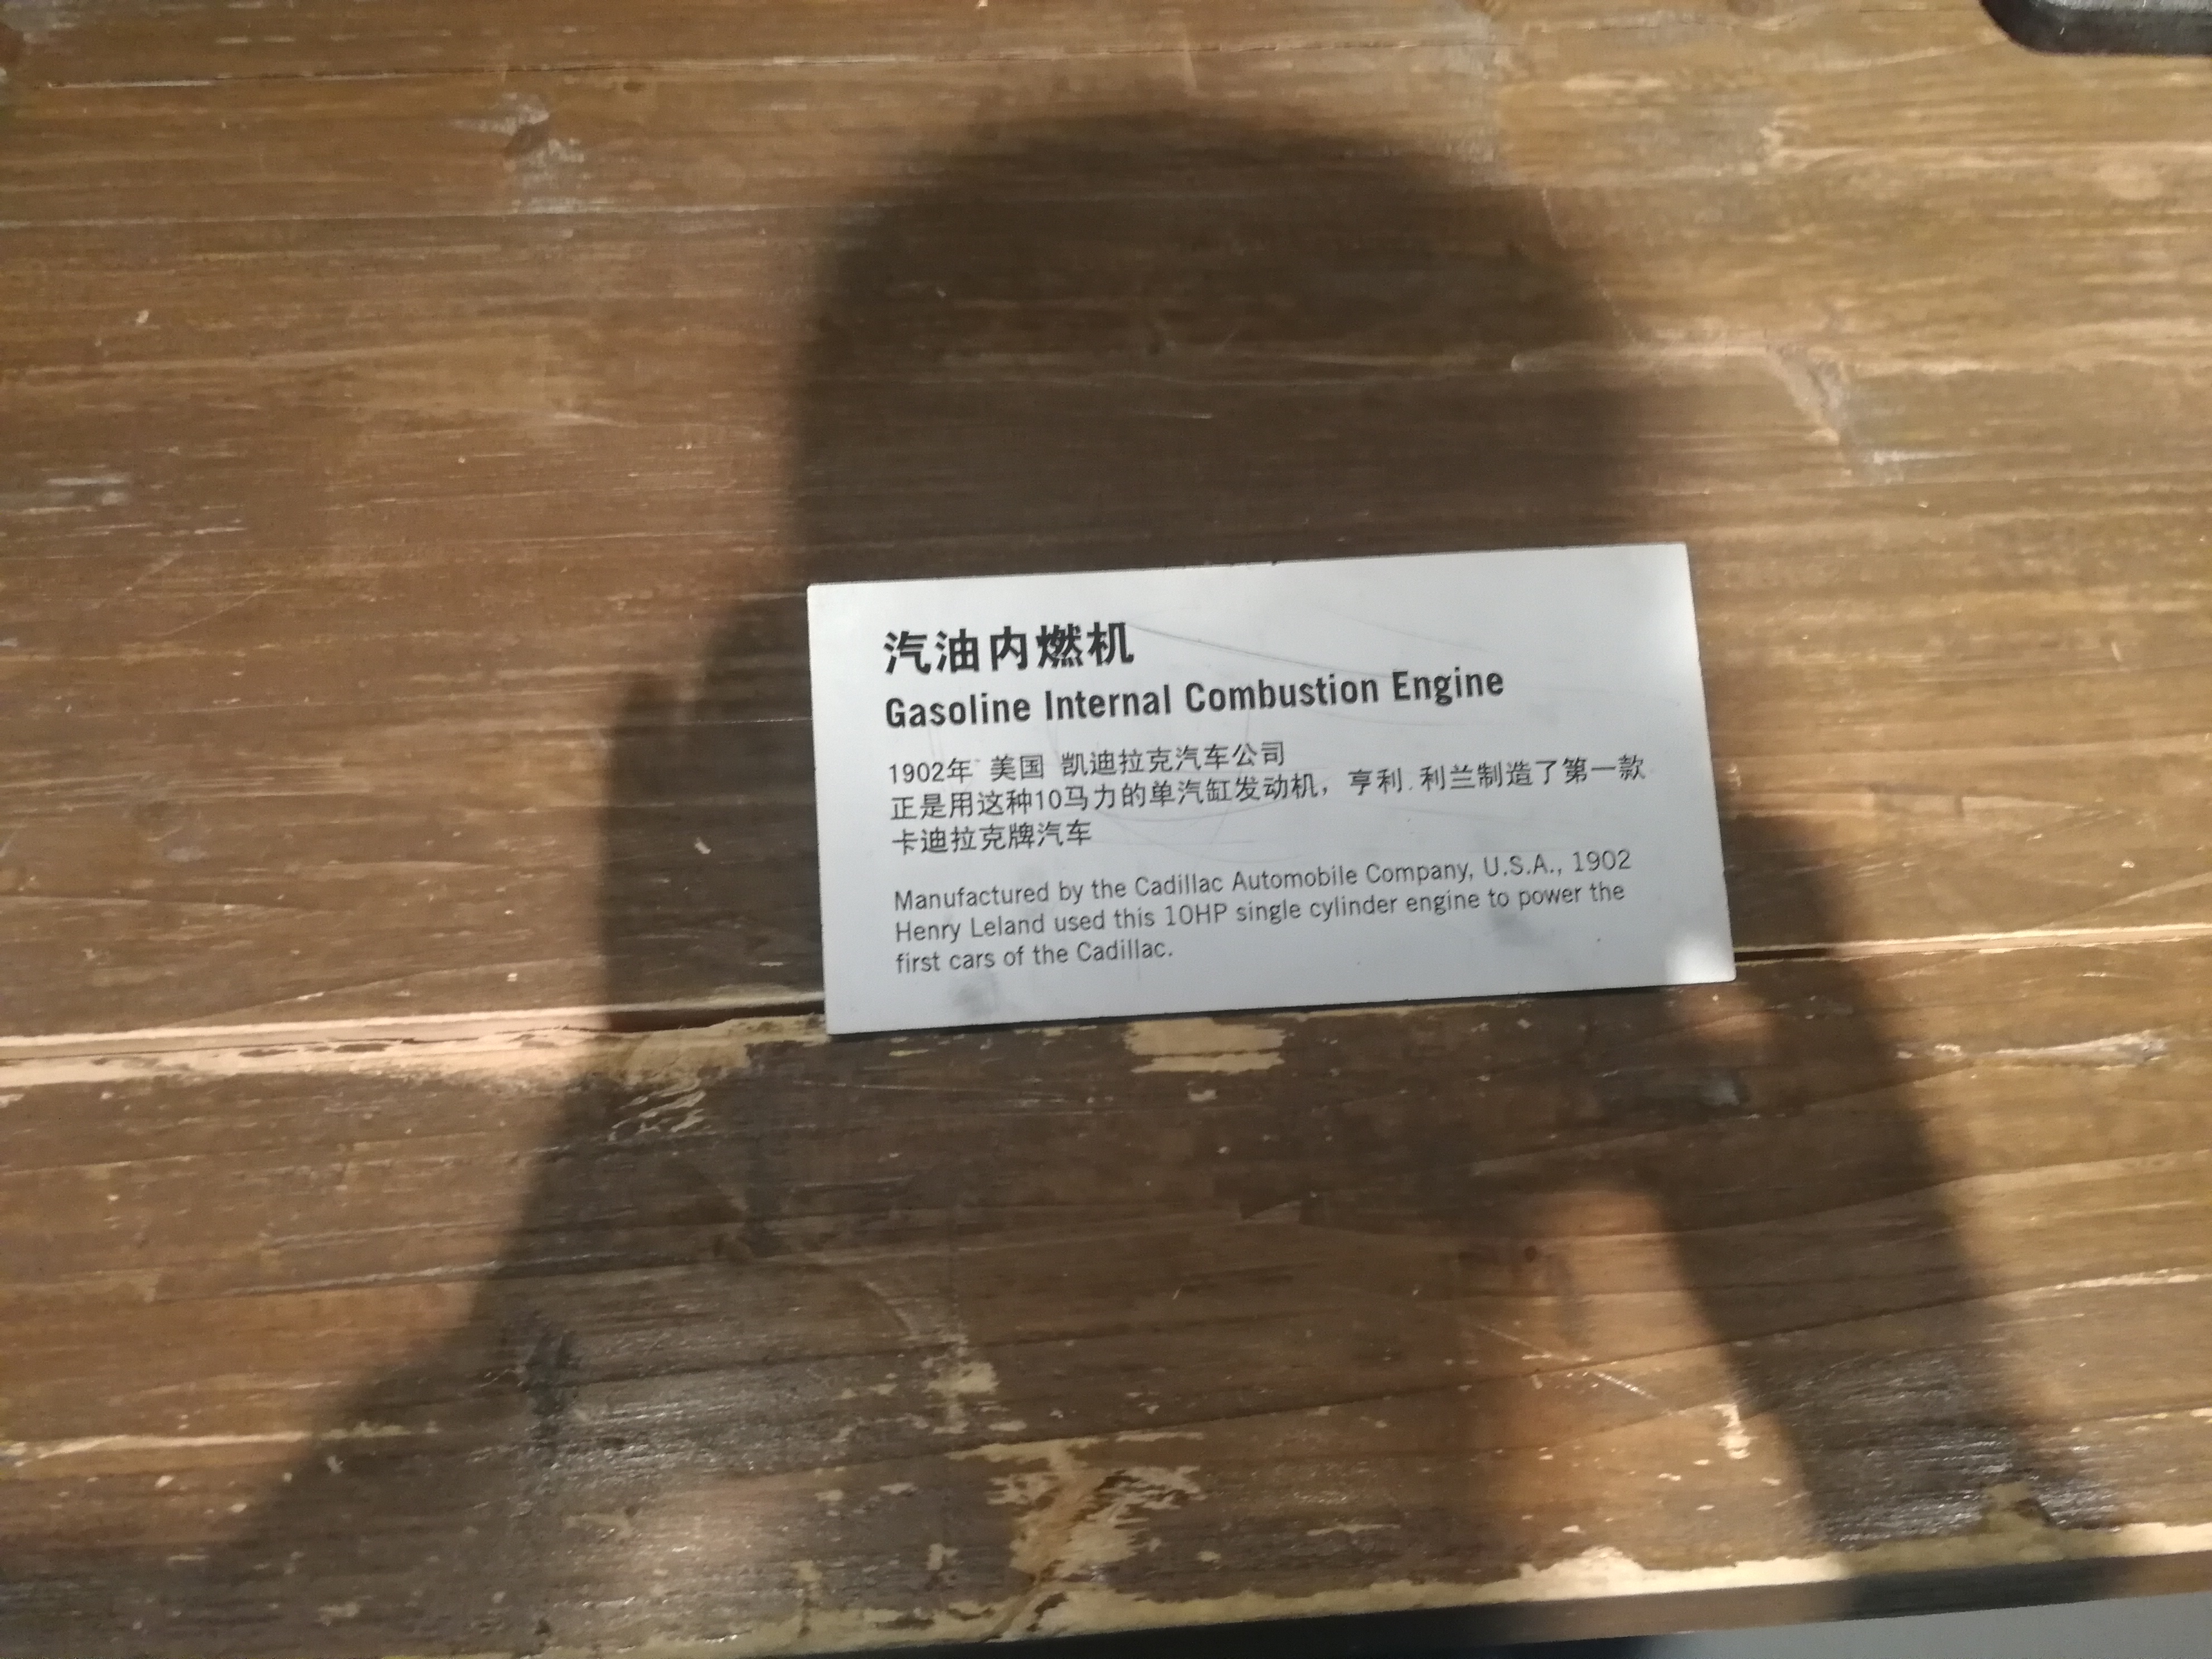 汽油内燃机
Gasoline Internal Combustion Engine
1902年 美国 凯迪拉克汽车公司
正是用这种10马力的单汽缸发动机，亨利.利兰制造了第一款
卡迪拉克牌汽车
Manufactured by the Cadillac Automobile Company, U.S.A., 1902
Henry Leland used this 10HP single cylinder engine to power the
first cars of the Cadillac.